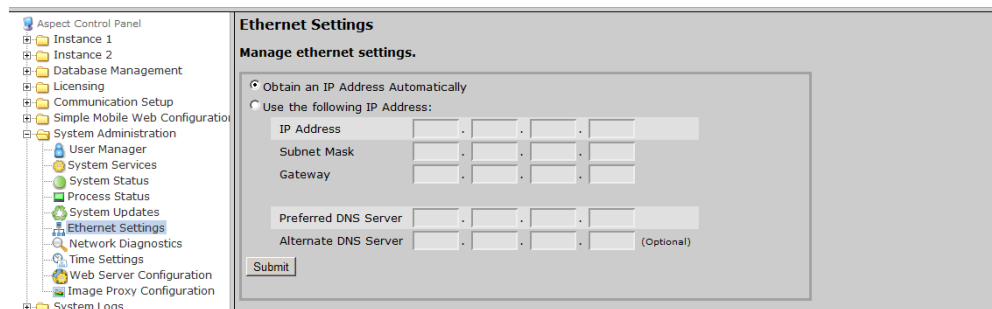 Aspect Control Panel
Instance 1
Instance 2
Database Management
Licensing
Communication Setup
Simple Mobile Web Configuration
System Administration
User Manager
System Services
System Status
Process Status
System Updates
Ethernet Settings
Network Diagnostics
Time Settings
Web Server Configuration
Image Proxy Configuration
System Logs
Ethernet Settings
Manage ethernet settings.
Obtain an IP Address Automatically
Use the following IP Address:
IP Address . . .
Subnet Mask . . .
Gateway . . .
Preferred DNS Server . . .
Alternate DNS Server . . . (Optional)
Submit